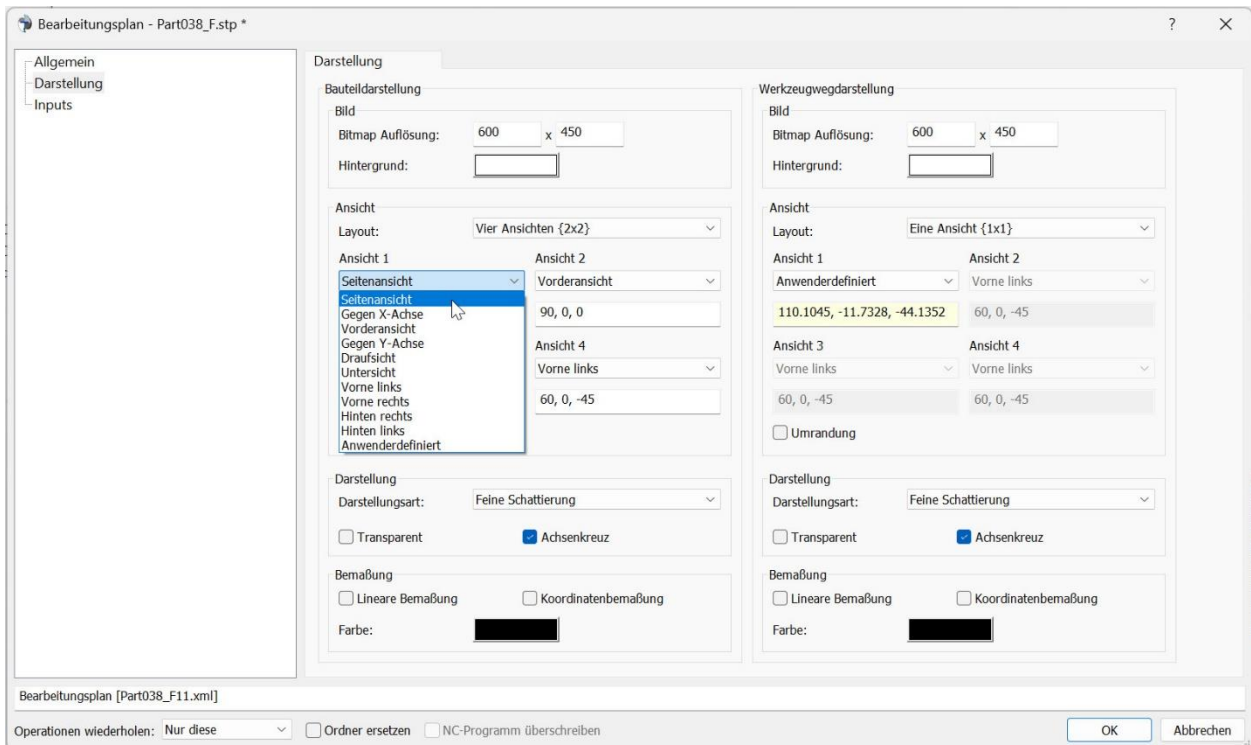 Bearbeitungsplan - Part038_F.stp *
?
Allgemein
Darstellung
Inputs
Darstellung
Bauteildarstellung
Bild
Bitmap Auflösung: 600 x 450
Hintergrund:
Ansicht
Layout: Vier Ansichten {2x2}
Ansicht 1 Ansicht 2
Seitenansicht Vorderansicht
Seitenansicht
Gegen X-Achse
Vorderansicht
Gegen Y-Achse
Draufsicht
Untersicht
Vorne links
Vorne rechts
Hinten rechts
Hinten links
Anwenderdefiniert
90, 0, 0
Ansicht 4
Vorne links
60, 0, -45
Darstellung
Darstellungsart: Feine Schattierung
Transparent Achsenkreuz
Bemaßung
Lineare Bemaßung Koordinatenbemaßung
Farbe:
Werkzeugwegdarstellung
Bild
Bitmap Auflösung: 600 x 450
Hintergrund:
Ansicht
Layout: Eine Ansicht {1x1}
Ansicht 1 Ansicht 2
Anwenderdefiniert Vorne links
110.1045, -11.7328, -44.1352 60, 0, -45
Ansicht 3 Ansicht 4
Vorne links Vorne links
60, 0, -45 60, 0, -45
Umrandung
Darstellung
Darstellungsart: Feine Schattierung
Transparent Achsenkreuz
Bemaßung
Lineare Bemaßung Koordinatenbemaßung
Farbe:
Bearbeitungsplan [Part038_F11.xml]
Operationen wiederholen: Nur diese Ordner ersetzen NC-Programm überschreiben OK Abbrechen